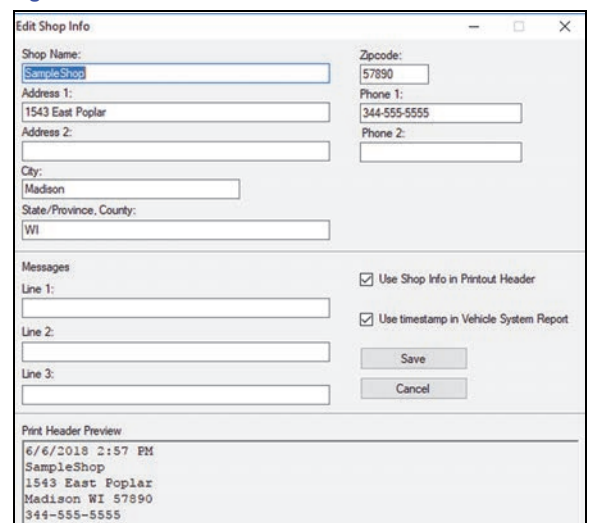 Edit Shop Info
Shop Name:
SampleShop
Address 1:
1543 East Poplar
Address 2:
City:
Madison
State/Province, County:
WI
Zipcode:
57890
Phone 1:
344-555-5555
Phone 2:
Messages
Line 1:
Line 2:
Line 3:
Use Shop Info in Printout Header
Use timestamp in Vehicle System Report
Save
Cancel
Print Header Preview
6/6/2018 2:57 PM
SampleShop
1543 East Poplar
Madison WI 57890
344-555-5555